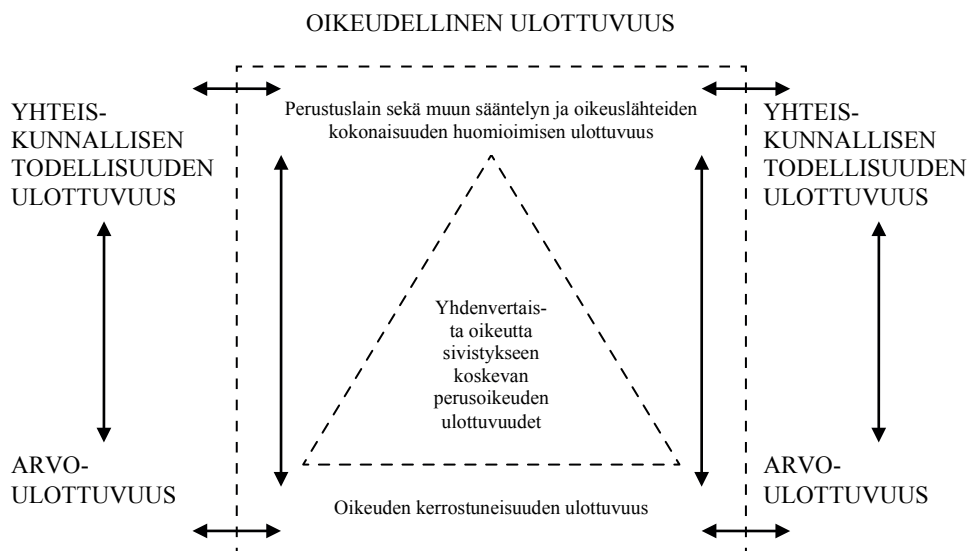 OIKEUDELLINEN ULOTTUVUUS
YHTEIS-
KUNNALLISEN
TODELLISUUDEN
ULOTTUVUUS
Perustuslain sekä muun sääntelyn ja oikeuslähteiden
kokonaisuuden huomioimisen ulottuvuus
YHTEIS-
KUNNALLISEN
TODELLISUUDEN
ULOTTUVUUS
Yhdenvertais-
ta oikeutta
sivistykseen
koskevan
perusoikeuden
ulottuvuudet
ARVO-
ULOTTUVUUS
Oikeuden kerrostuneisuuden ulottuvuus
ARVO-
ULOTTUVUUS